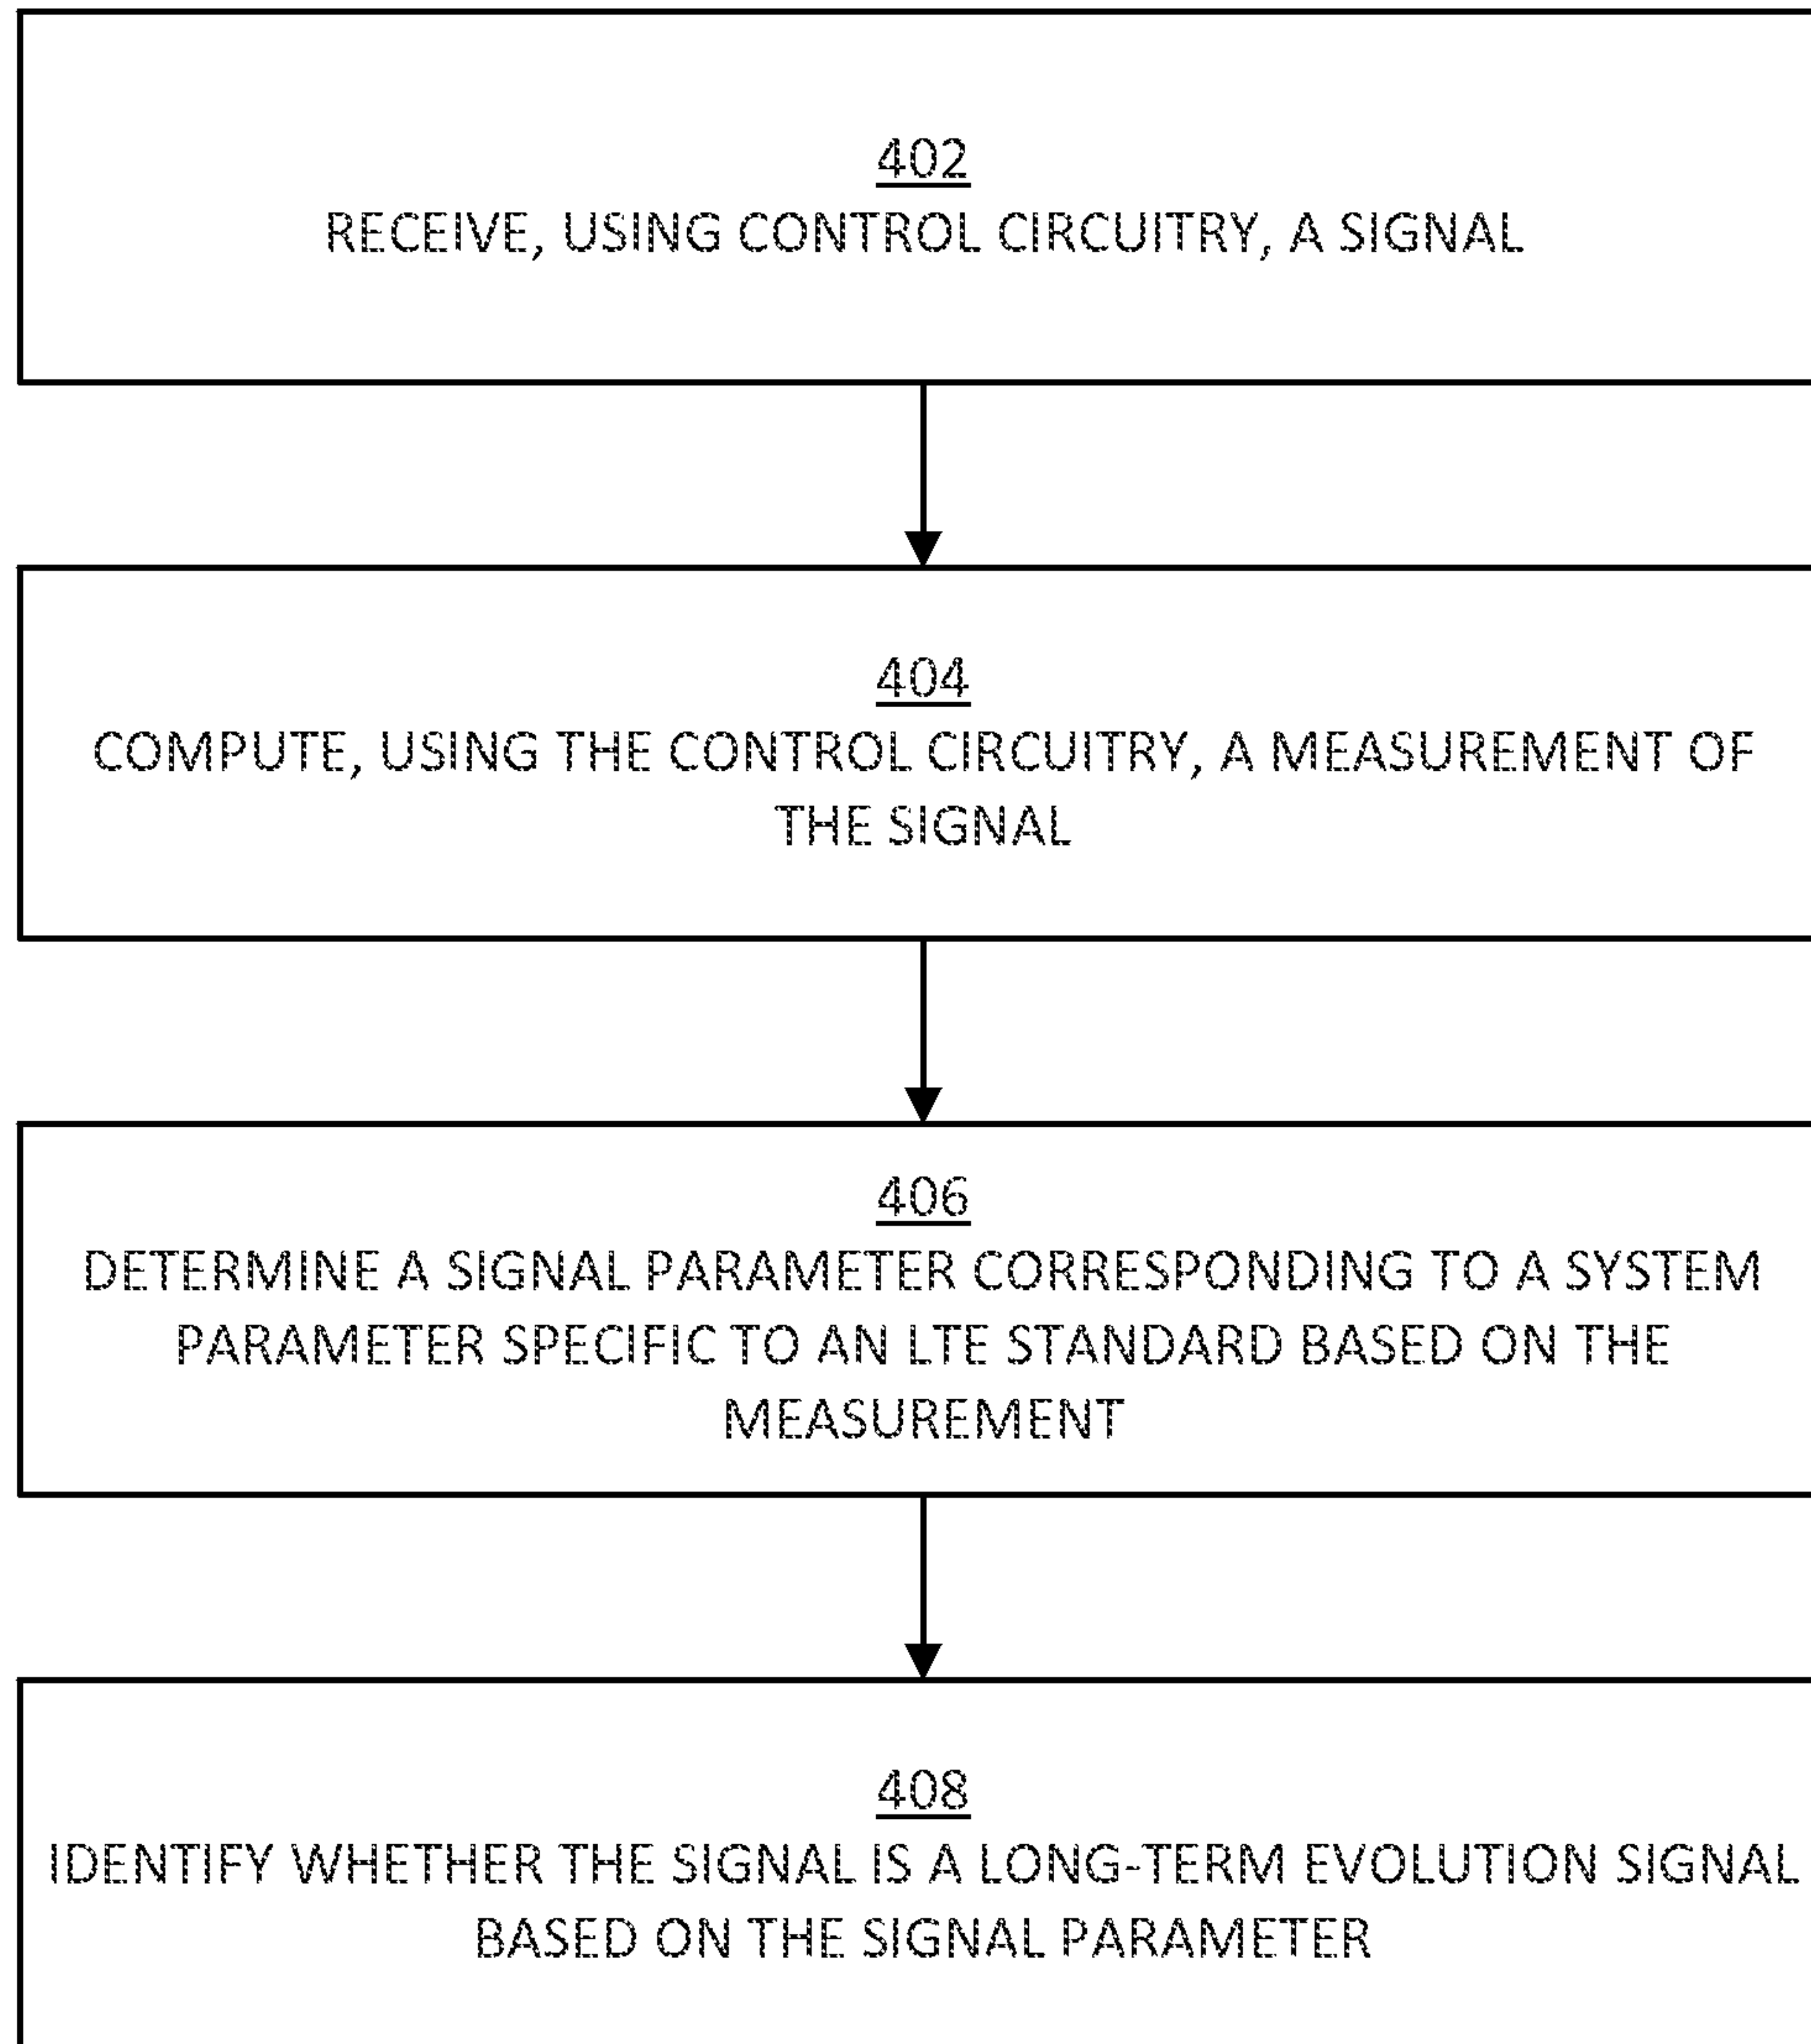 402
RECEIVE, USING CONTROL CIRCUITRY, A SIGNAL
404
COMPUTE, USING THE CONTROL CIRCUITRY, A MEASUREMENT OF
THE SIGNAL
406
DETERMINE A SIGNAL PARAMETER CORRESPONDING TO A SYSTEM
PARAMETER SPECIFIC TO AN LTE STANDARD BASED ON THE
MEASUREMENT
408
IDENTIFY WHETHER THE SIGNAL IS A LONG-TERM EVOLUTION SIGNAL
BASED ON THE SIGNAL PARAMETER